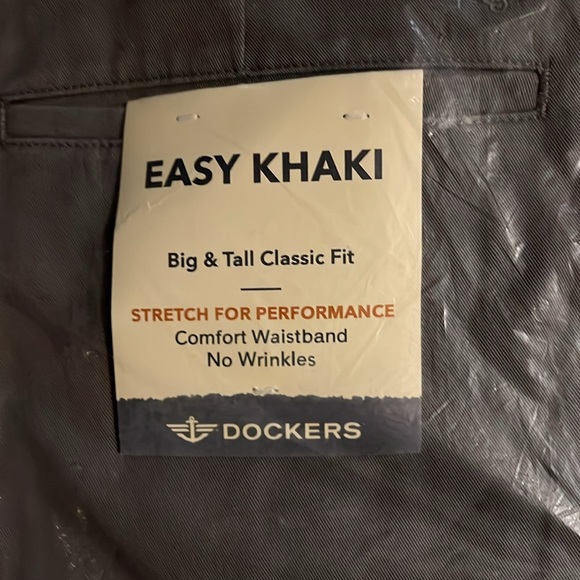 EASY KHAKI
Big & Tall Classic Fit
STRETCH FOR PERFORMANCE
Comfort Waistband
No Wrinkles
DOCKERS